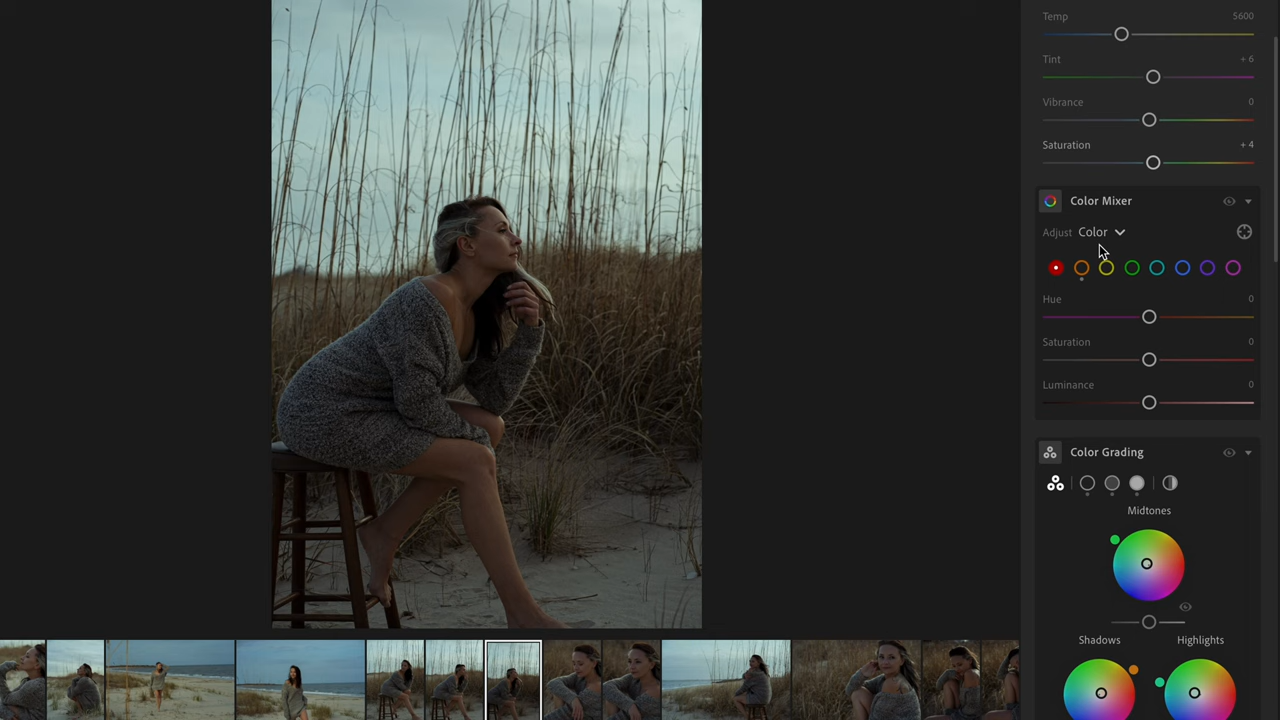 Temp 5600
Tint + 6
Vibrance 0
Saturation + 4
Color Mixer
Adjust Color
Hue 0
Saturation 0
Luminance 0
Color Grading
Midtones
Shadows Highlights